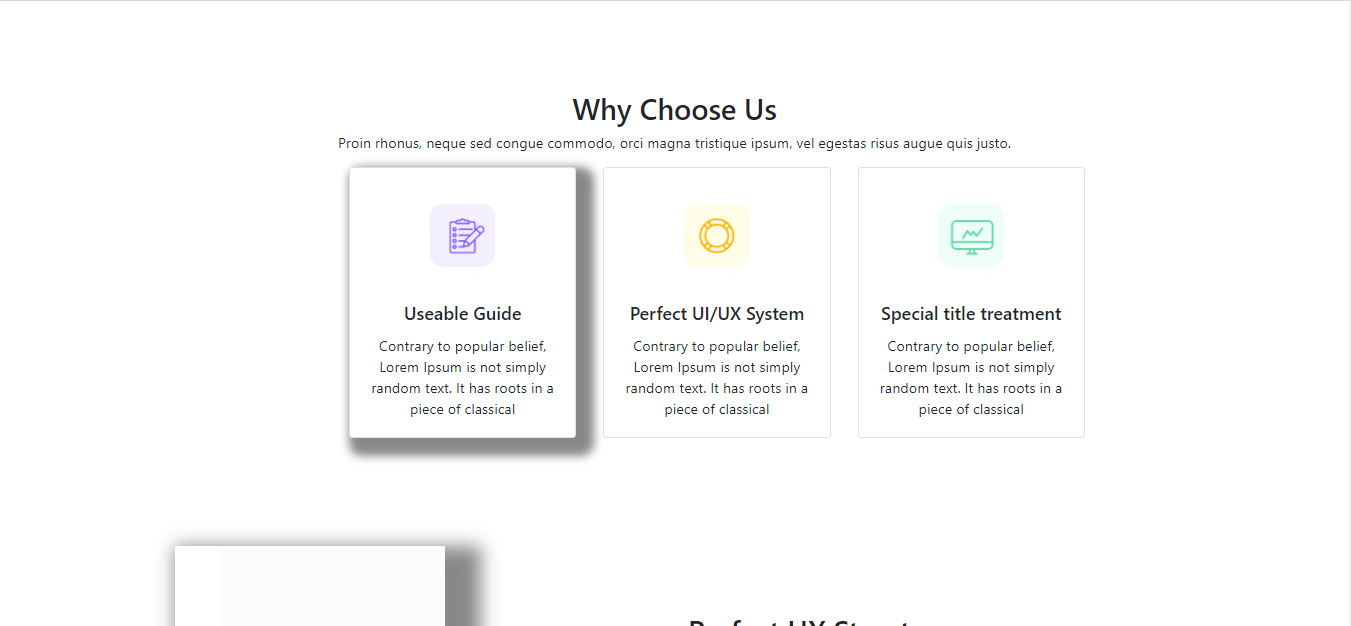 Why Choose Us
Proin rhonus, neque sed congue commodo, orci magna tristique ipsum, vel egestas risus augue quis justo.
Useable Guide
Contrary to popular belief,
Lorem Ipsum is not simply
random text. It has roots in a
piece of classical
Perfect UI/UX System
Contrary to popular belief,
Lorem Ipsum is not simply
random text. It has roots in a
piece of classical
Special title treatment
Contrary to popular belief,
Lorem Ipsum is not simply
random text. It has roots in a
piece of classical
Perfect UX